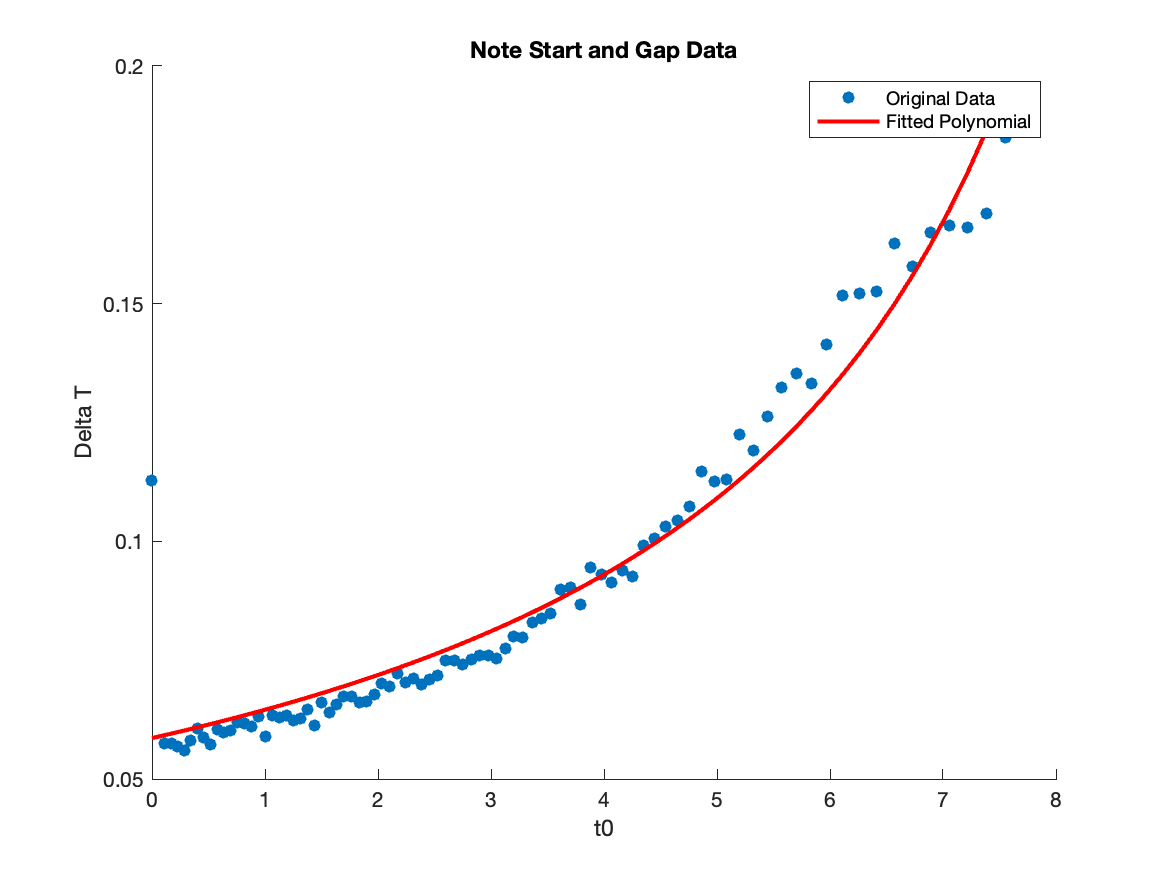 Note Start and Gap Data
0.2
Original Data
Fitted Polynomial
0.15
Delta T
0.1
0.05
0 1 2 3 4 5 6 7 8
t0